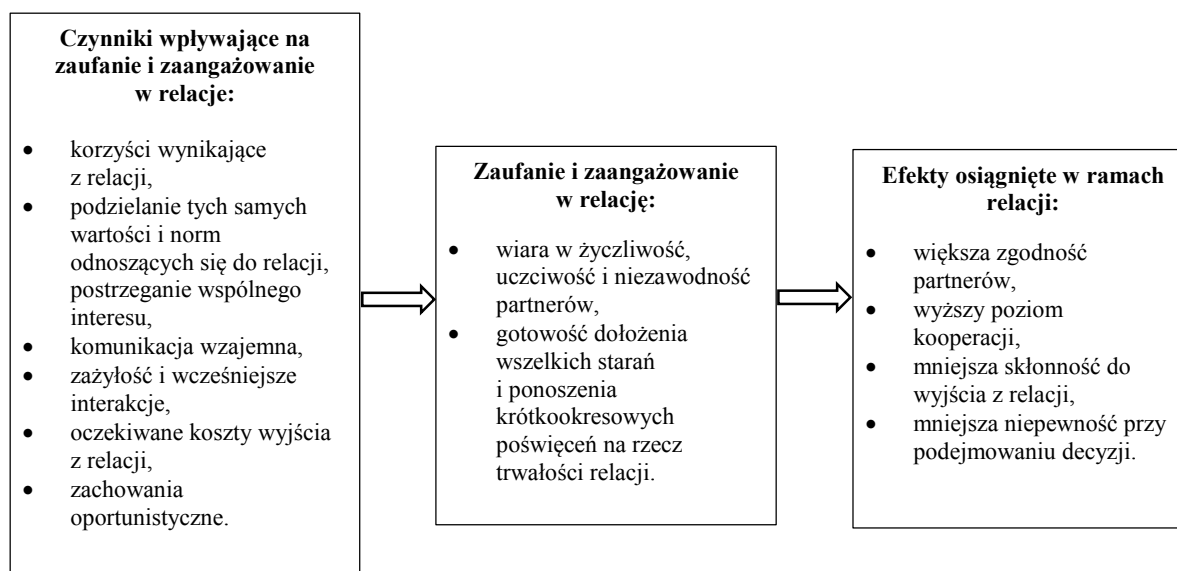 Czynniki wpływające na
zaufanie i zaangażowanie
w relacje:
• korzyści wynikające
z relacji,
• podzielanie tych samych
wartości i norm
odnoszących się do relacji,
postrzeganie wspólnego
interesu,
• komunikacja wzajemna,
• zażyłość i wcześniejsze
interakcje,
• oczekiwane koszty wyjścia
z relacji,
• zachowania
oportunistyczne.
Zaufanie i zaangażowanie
w relację:
• wiara w życzliwość,
uczciwość i niezawodność
partnerów,
• gotowość dołożenia
wszelkich starań
i ponoszenia
krótkookresowych
poświęceń na rzecz
trwałości relacji.
Efekty osiągnięte w ramach
relacji:
• większa zgodność
partnerów,
• wyższy poziom
kooperacji,
• mniejsza skłonność do
wyjścia z relacji,
• mniejsza niepewność przy
podejmowaniu decyzji.